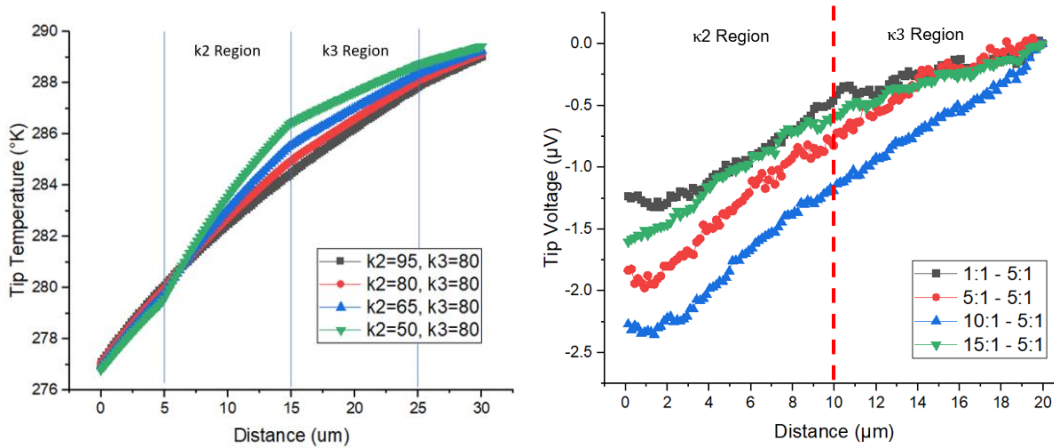 290
288
286
284
282
280
278
276
Tip Temperature (°K)
k2 Region
k3 Region
k2=95, k3=80
k2=80, k3=80
k2=65, k3=80
k2=50, k3=80
0 5 10 15 20 25 30
Distance (um)
0.0
-0.5
-1.0
-1.5
-2.0
-2.5
Tip Voltage (µV)
κ2 Region
κ3 Region
1:1 - 5:1
5:1 - 5:1
10:1 - 5:1
15:1 - 5:1
0 2 4 6 8 10 12 14 16 18 20
Distance (µm)